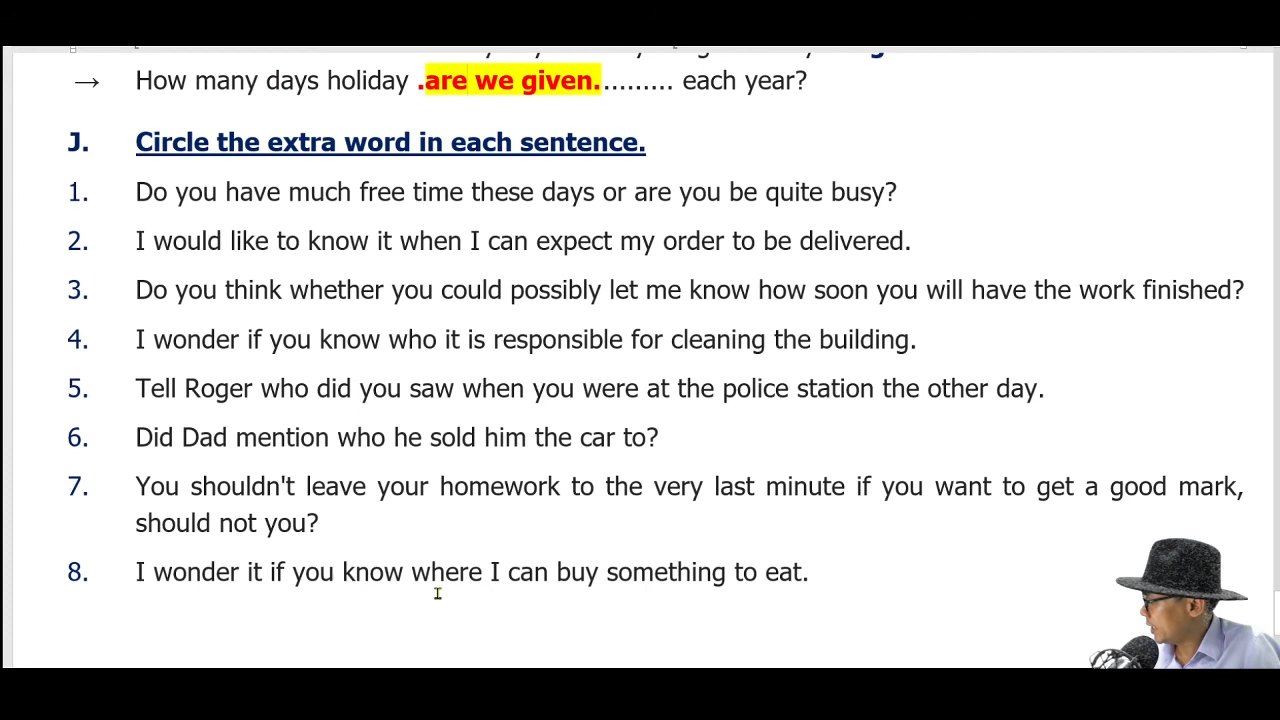 → How many days holiday .are we given.......... each year?
J. Circle the extra word in each sentence.
1. Do you have much free time these days or are you be quite busy?
2. I would like to know it when I can expect my order to be delivered.
3. Do you think whether you could possibly let me know how soon you will have the work finished?
4. I wonder if you know who it is responsible for cleaning the building.
5. Tell Roger who did you saw when you were at the police station the other day.
6. Did Dad mention who he sold him the car to?
7. You shouldn't leave your homework to the very last minute if you want to get a good mark,
should not you?
8. I wonder it if you know where I can buy something to eat.